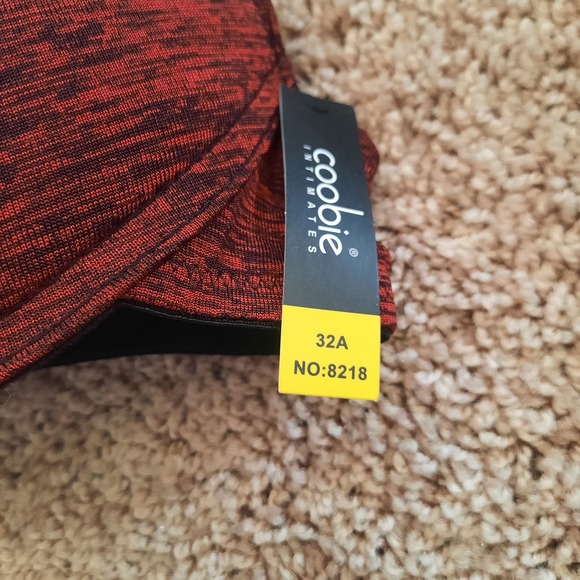 coobie®
INTIMATES
32A
NO:8218